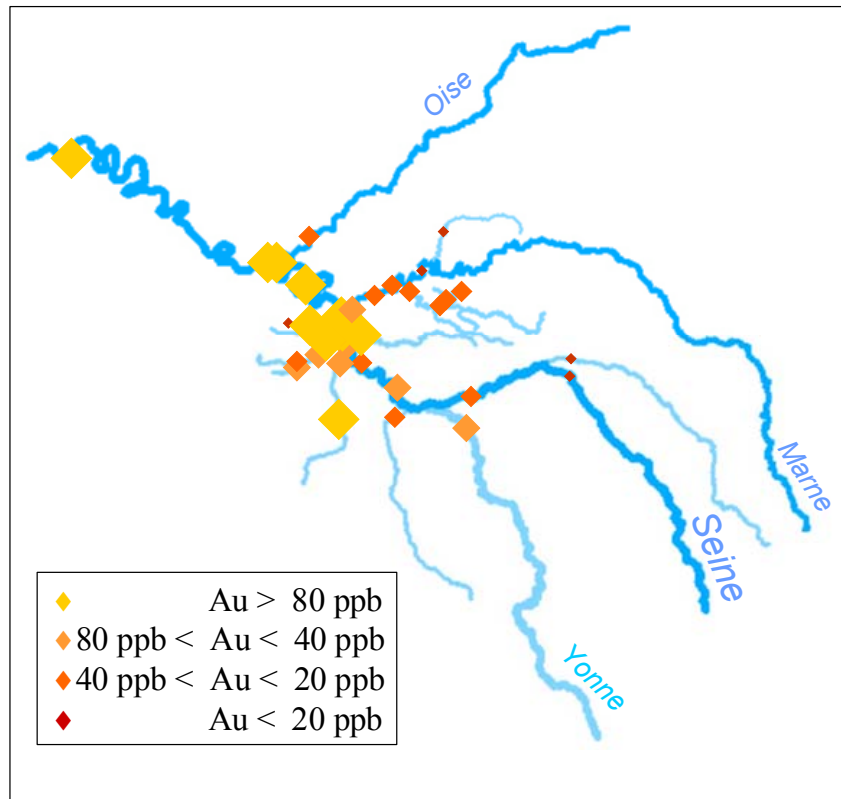 Oise
Marne
Seine
Yonne
Au > 80 ppb
80 ppb < Au < 40 ppb
40 ppb < Au < 20 ppb
Au < 20 ppb